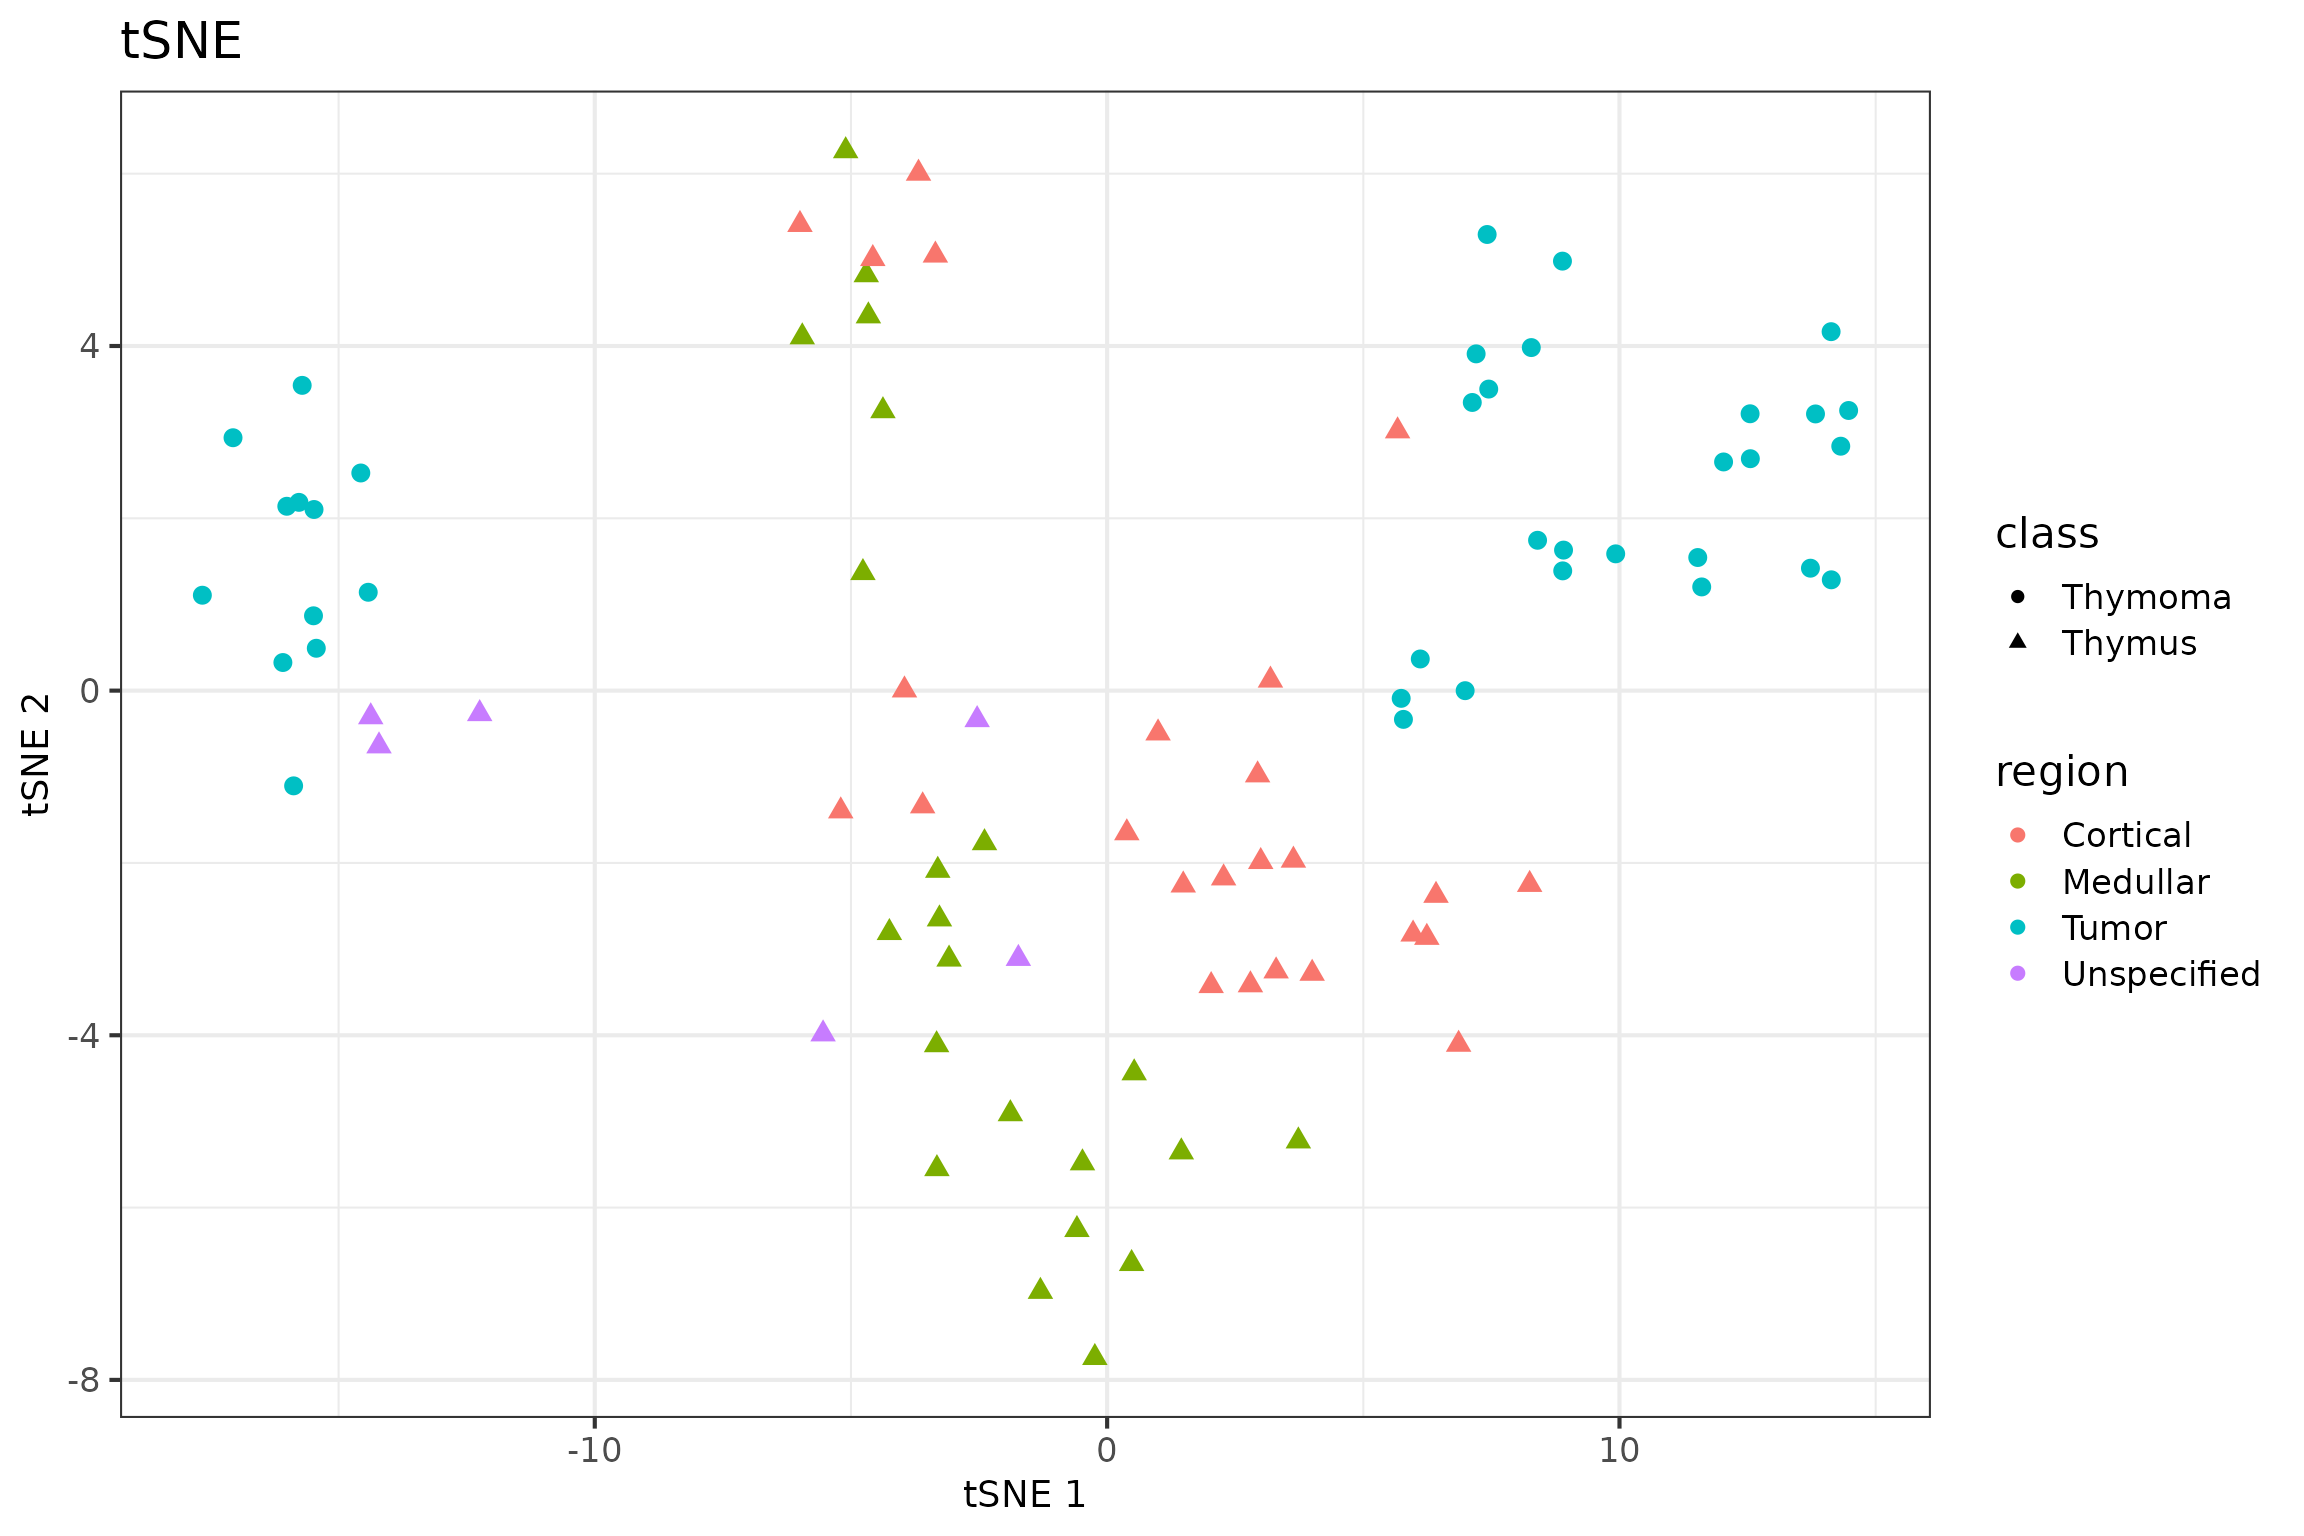 tSNE
4
0
-4
-8
tSNE 2
-10 0 10
tSNE 1
class
Thymoma
Thymus
region
Cortical
Medullar
Tumor
Unspecified